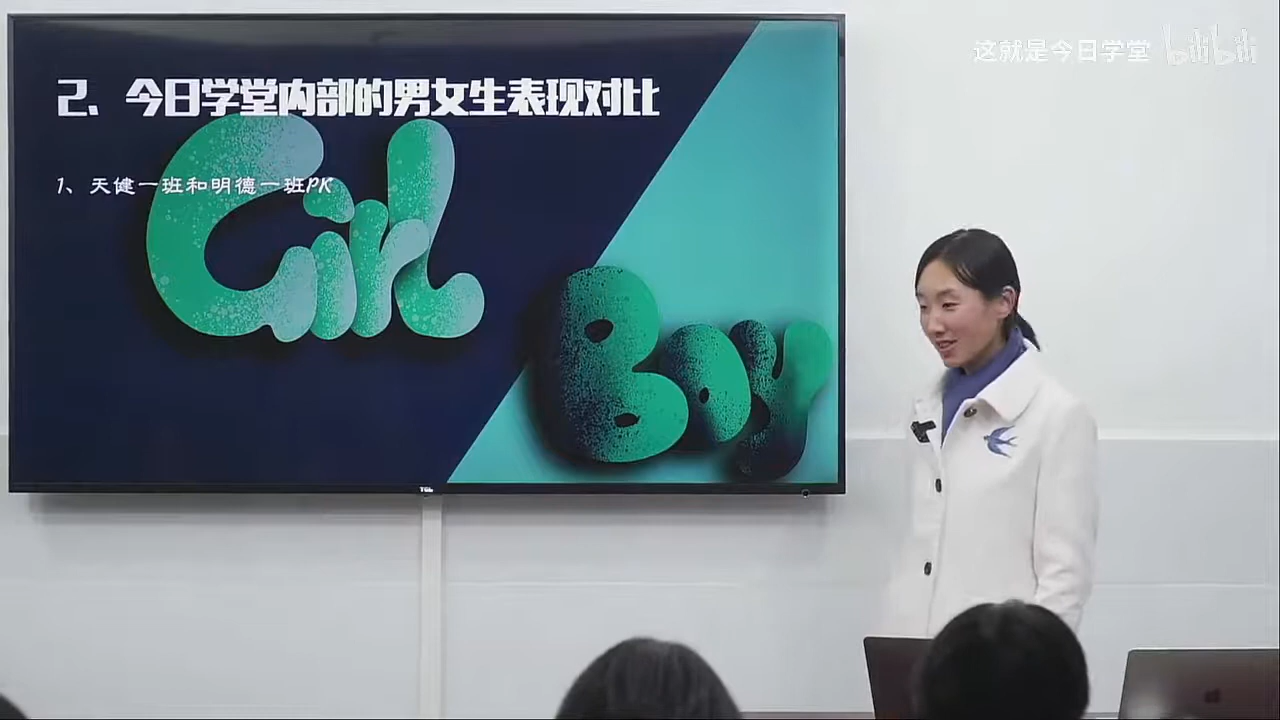 这就是今日学堂 bilibili
2、今日学堂内部的男女生表现对比
1、天健一班和明德一班PK
Girl
Boy